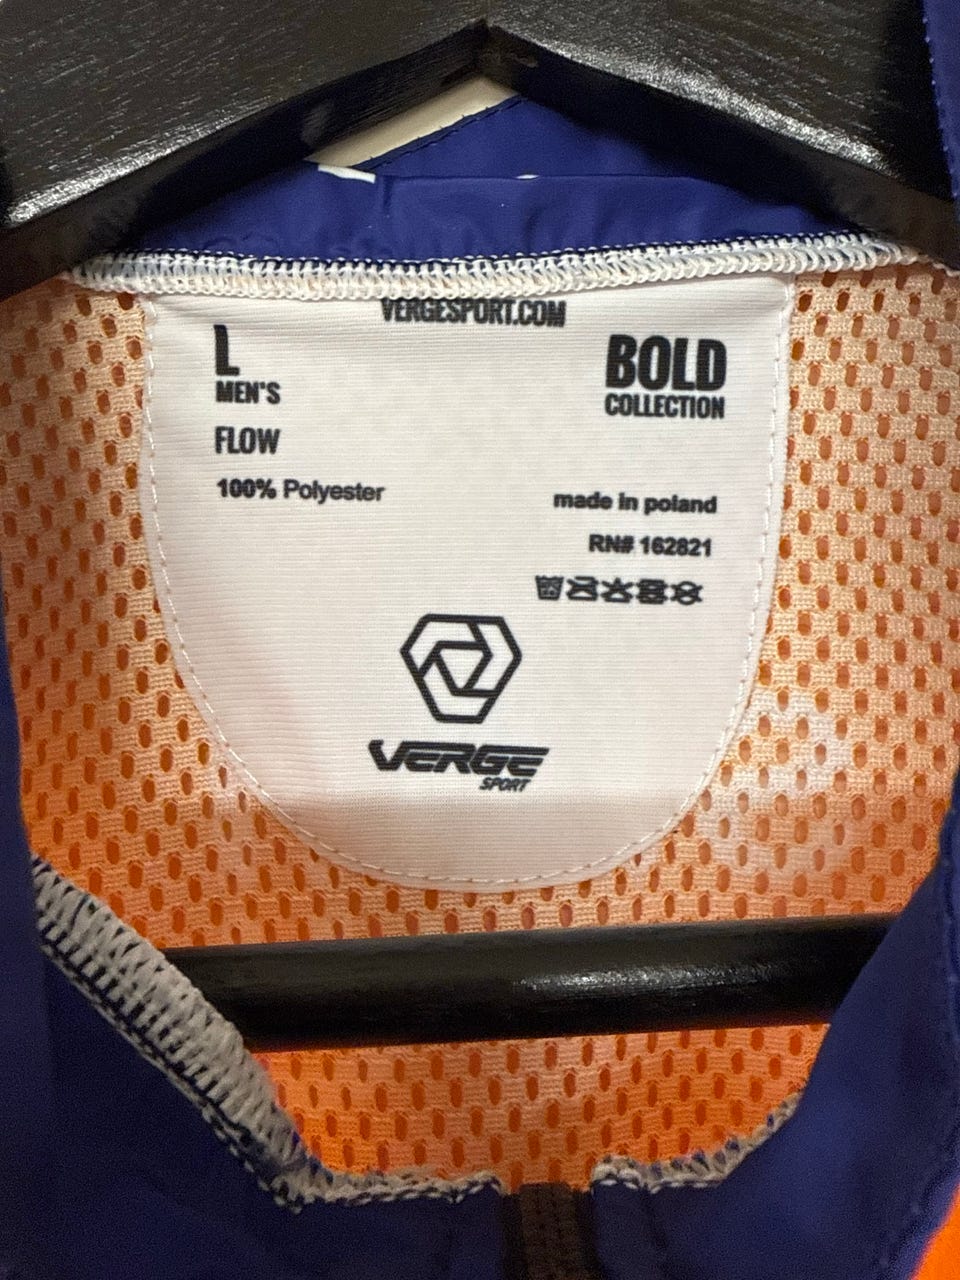 VERGESPORT.COM
L
MEN'S
FLOW
100% Polyester
BOLD
COLLECTION
made in poland
RN# 162821
VERGE
SPORT